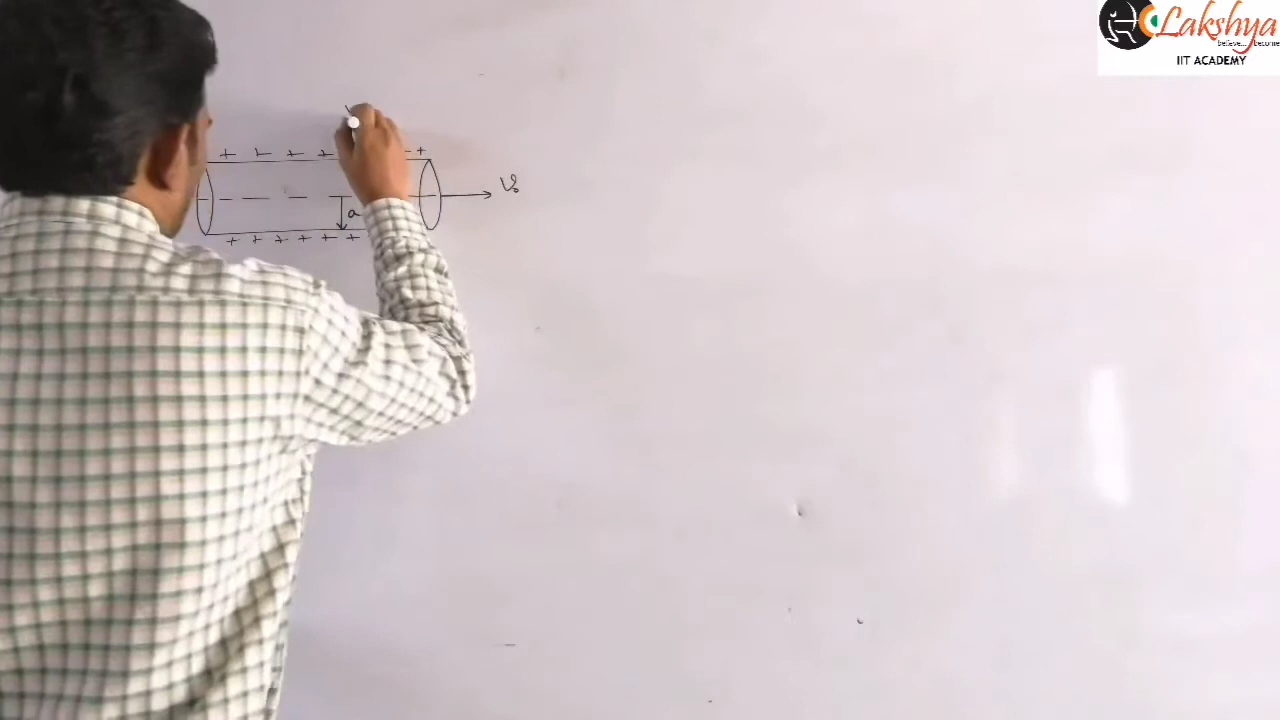 Lakshya
believe... become
IIT ACADEMY
+ + + + +
V₀
a
+ + + + + +